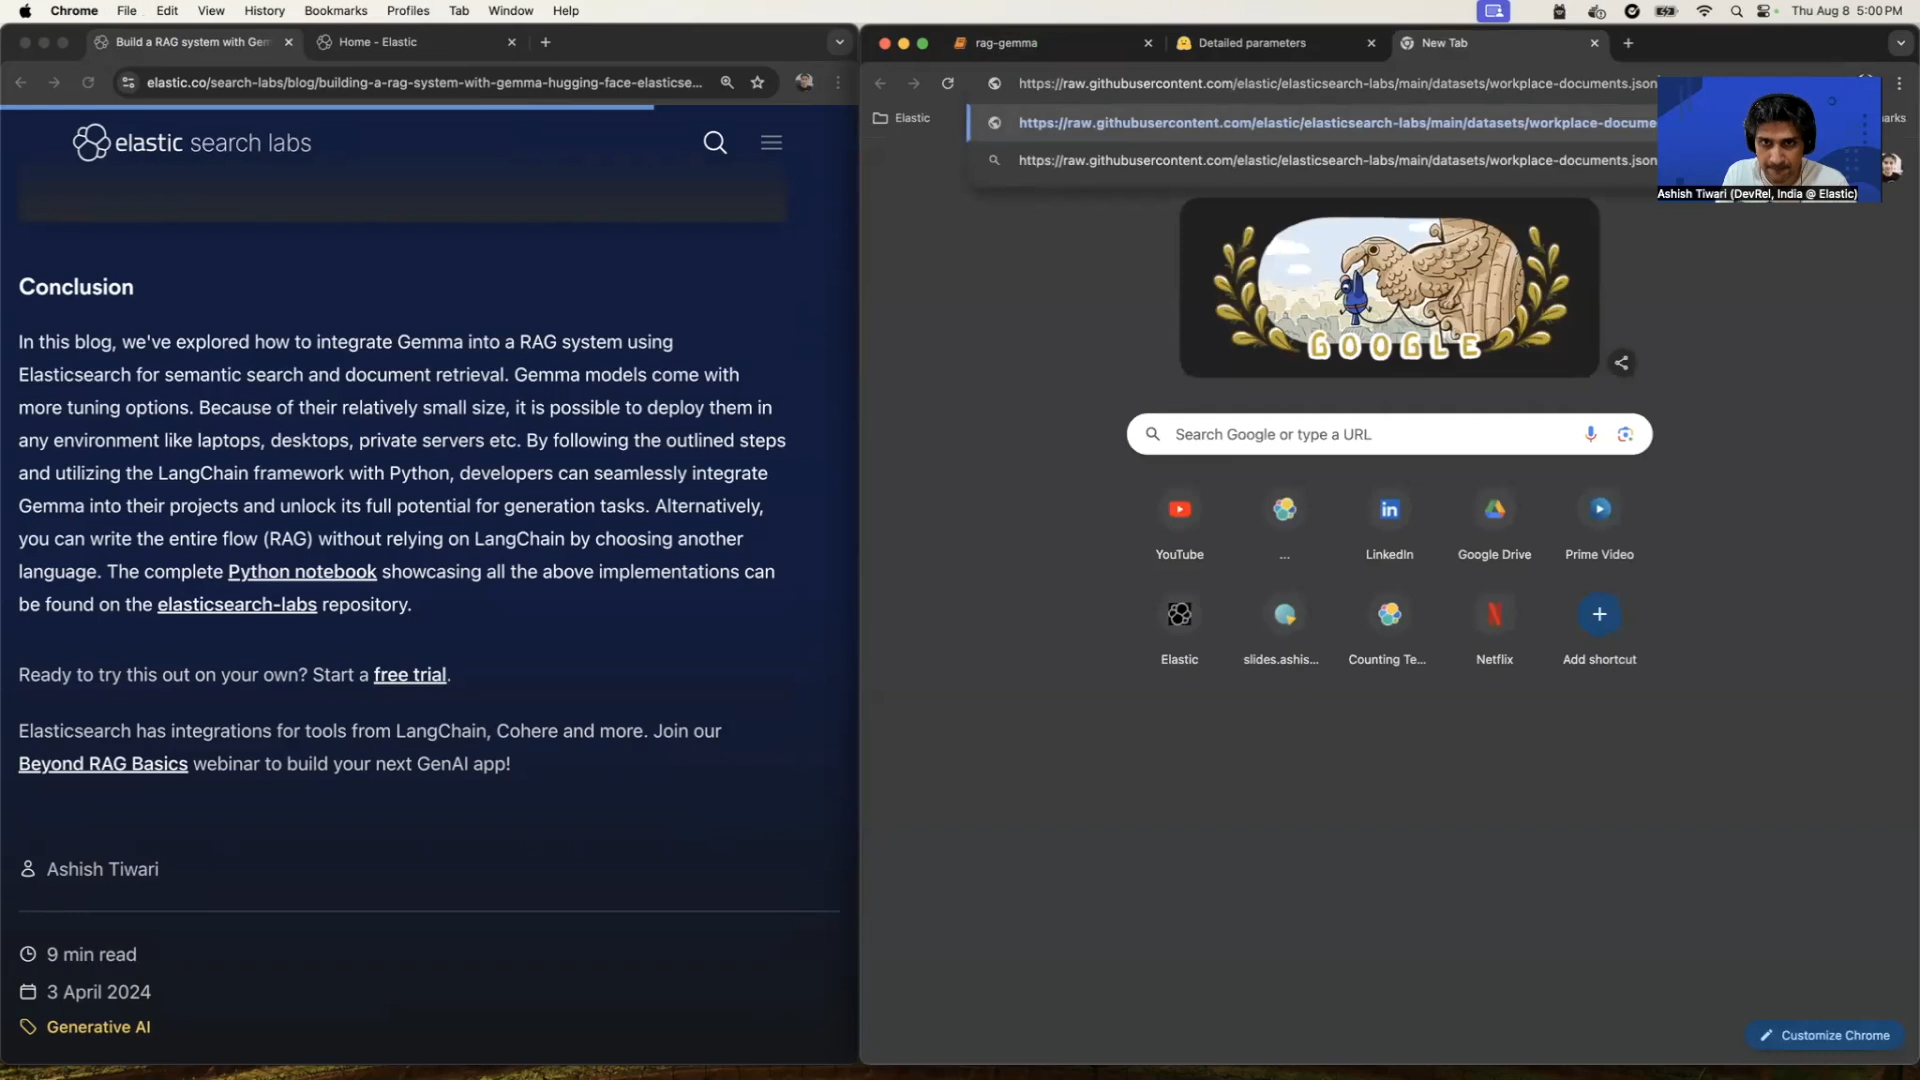 Chrome File Edit View History Bookmarks Profiles Tab Window Help
Thu Aug 8 5:00 PM
Build a RAG system with Gem
Home - Elastic
elastic.co/search-labs/blog/building-a-rag-system-with-gemma-hugging-face-elasticse...
elastic search labs
Conclusion
In this blog, we've explored how to integrate Gemma into a RAG system using
Elasticsearch for semantic search and document retrieval. Gemma models come with
more tuning options. Because of their relatively small size, it is possible to deploy them in
any environment like laptops, desktops, private servers etc. By following the outlined steps
and utilizing the LangChain framework with Python, developers can seamlessly integrate
Gemma into their projects and unlock its full potential for generation tasks. Alternatively,
you can write the entire flow (RAG) without relying on LangChain by choosing another
language. The complete Python notebook showcasing all the above implementations can
be found on the elasticsearch-labs repository.
Ready to try this out on your own? Start a free trial.
Elasticsearch has integrations for tools from LangChain, Cohere and more. Join our
Beyond RAG Basics webinar to build your next GenAI app!
Ashish Tiwari
9 min read
3 April 2024
Generative AI
rag-gemma
Detailed parameters
New Tab
https://raw.githubusercontent.com/elastic/elasticsearch-labs/main/datasets/workplace-documents.json
Elastic
https://raw.githubusercontent.com/elastic/elasticsearch-labs/main/datasets/workplace-docume
arks
https://raw.githubusercontent.com/elastic/elasticsearch-labs/main/datasets/workplace-documents.json
Ashish Tiwari (DevRel, India @ Elastic)
GOOGLE
Search Google or type a URL
YouTube
...
LinkedIn
Google Drive
Prime Video
Elastic
slides.ashis...
Counting Te...
Netflix
Add shortcut
Customize Chrome